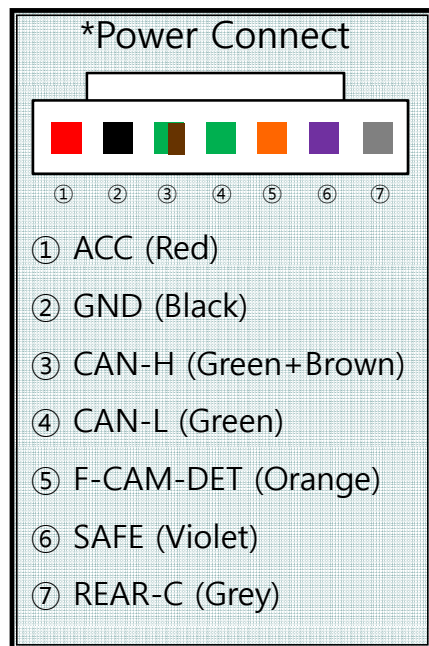 *Power Connect
① ② ③ ④ ⑤ ⑥ ⑦
① ACC (Red)
② GND (Black)
③ CAN-H (Green+Brown)
④ CAN-L (Green)
⑤ F-CAM-DET (Orange)
⑥ SAFE (Violet)
⑦ REAR-C (Grey)